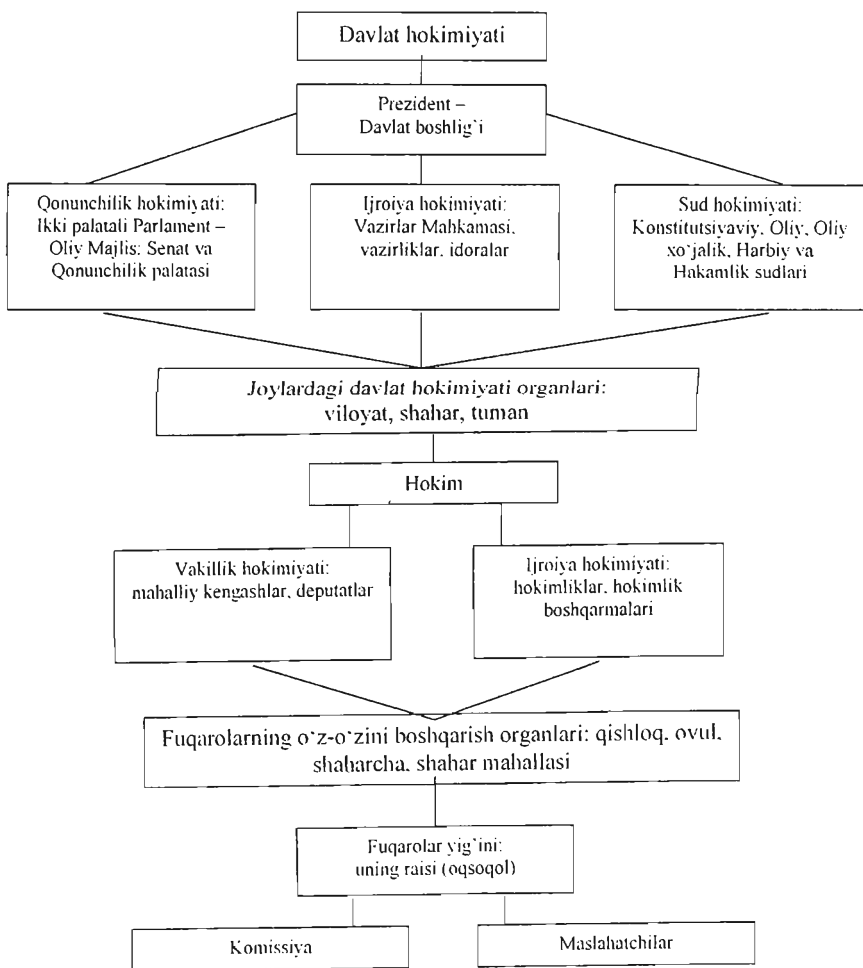 Davlat hokimiyati
Prezident –
Davlat boshlig`i
Qonunchilik hokimiyati:
Ikki palatali Parlament –
Oliy Majlis: Senat va
Qonunchilik palatasi
Ijroiya hokimiyati:
Vazirlar Mahkamasi,
vazirliklar, idoralar
Sud hokimiyati:
Konstitutsiyaviy, Oliy, Oliy
xo`jalik, Harbiy va
Hakamlik sudlari
Joylardagi davlat hokimiyati organlari:
viloyat, shahar, tuman
Hokim
Vakillik hokimiyati:
mahalliy kengashlar, deputatlar
Ijroiya hokimiyati:
hokimliklar, hokimlik
boshqarmalari
Fuqarolarning o`z-o`zini boshqarish organlari: qishloq, ovul,
shaharcha, shahar mahallasi
Fuqarolar yig`ini:
uning raisi (oqsoqol)
Komissiya
Maslahatchilar